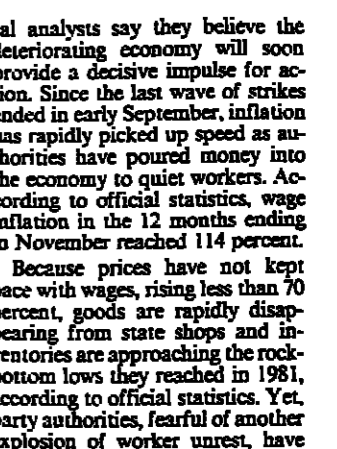 al analysts say they believe the
deteriorating economy will soon
provide a decisive impulse for ac-
ion. Since the last wave of strikes
ended in early September, inflation
has rapidly picked up speed as au-
horities have poured money into
the economy to quiet workers. Ac-
cording to official statistics, wage
inflation in the 12 months ending
n November reached 114 percent.
Because prices have not kept
pace with wages, rising less than 70
percent, goods are rapidly disap-
pearing from state shops and in-
ventories are approaching the rock-
bottom lows they reached in 1981,
according to official statistics. Yet,
party authorities, fearful of another
explosion of worker unrest, have